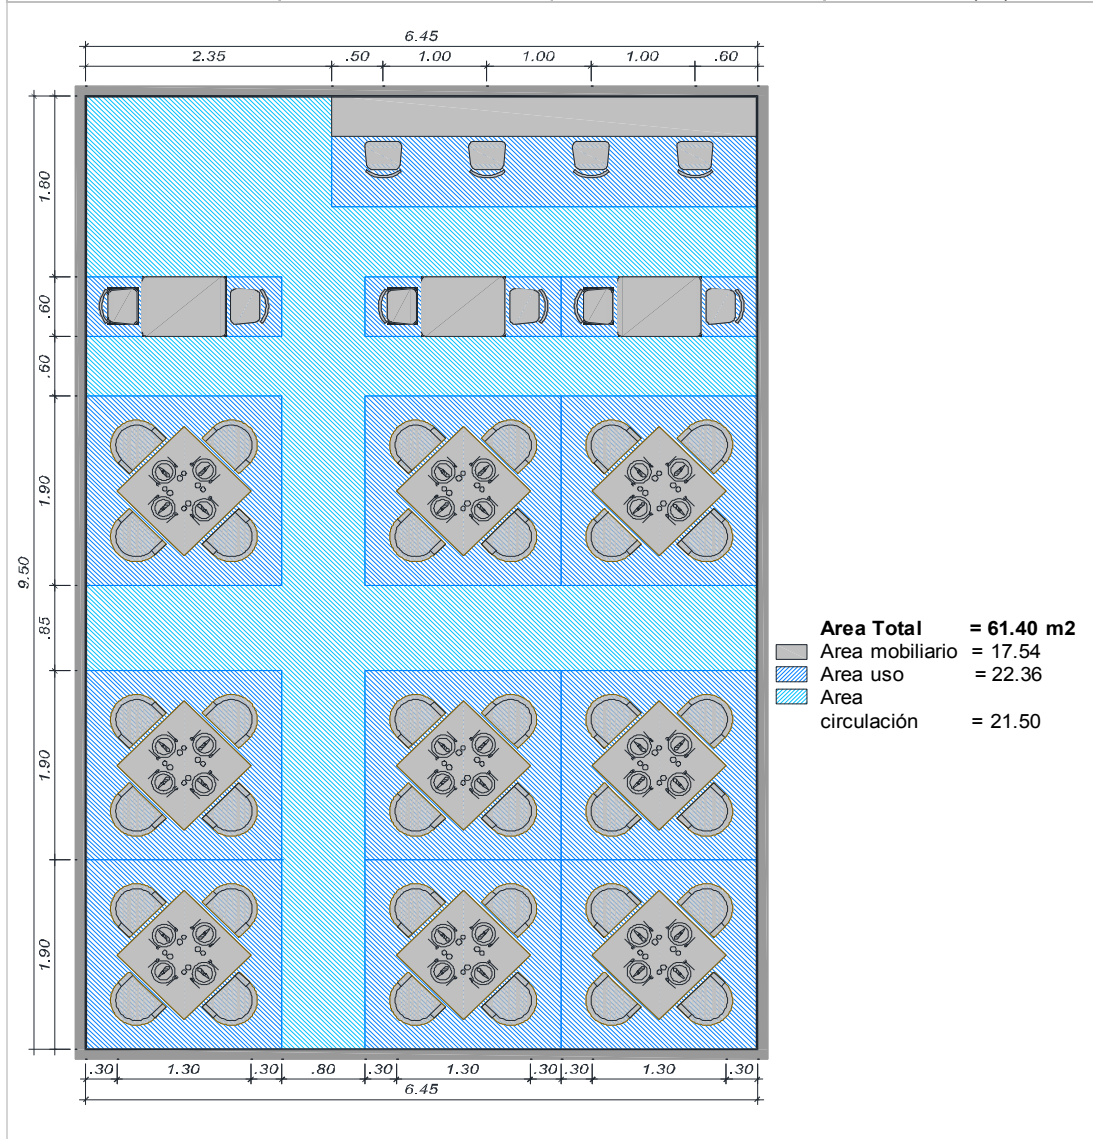 6.45
2.35 .50 1.00 1.00 1.00 .60
1.80
.60
.60
1.90
9.50
.85
1.90
1.90
Area Total = 61.40 m2
Area mobiliario = 17.54
Area uso = 22.36
Area
circulación = 21.50
.30 1.30 .30 .80 .30 1.30 .30 .30 1.30 .30
6.45